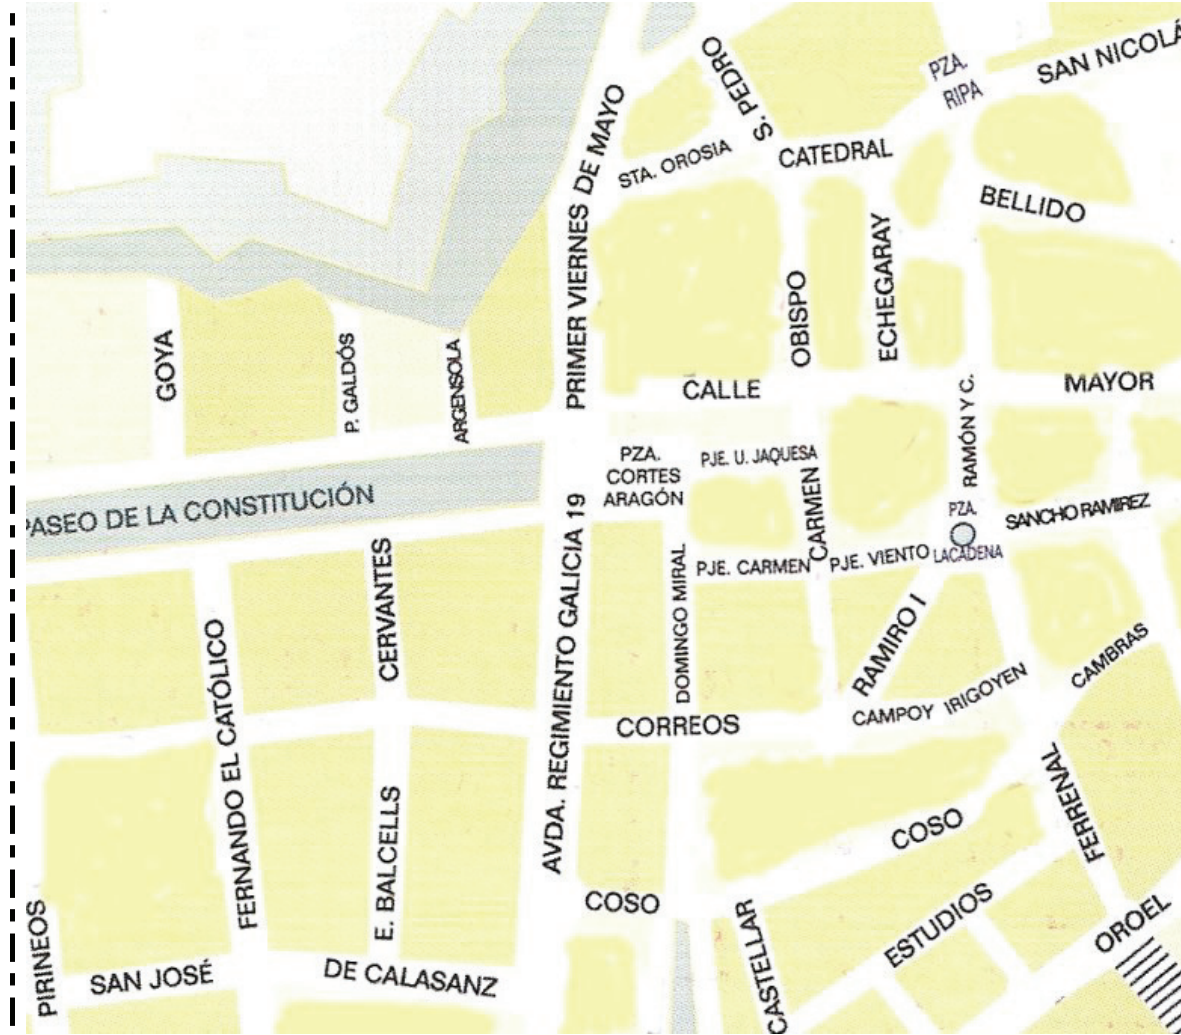 S. PEDRO
PZA.
RIPA
SAN NICOLÁ
STA. OROSIA
CATEDRAL
PRIMER VIERNES DE MAYO
BELLIDO
OBISPO
ECHEGARAY
GOYA
P. GALDÓS
ARGENSOLA
CALLE
MAYOR
RAMÓN Y C.
PZA.
CORTES
ARAGÓN
PJE. U. JAQUESA
CARMEN
PASEO DE LA CONSTITUCIÓN
PZA.
LACADENA
SANCHO RAMIREZ
PJE. CARMEN
PJE. VIENTO
CERVANTES
DOMINGO MIRAL
RAMIRO I
CAMBRAS
FERNANDO EL CATÓLICO
AVDA. REGIMIENTO GALICIA 19
CORREOS
CAMPOY IRIGOYEN
E. BALCELLS
COSO
FERRENAL
COSO
ESTUDIOS
OROEL
CASTELLAR
PIRINEOS
SAN JOSÉ
DE CALASANZ